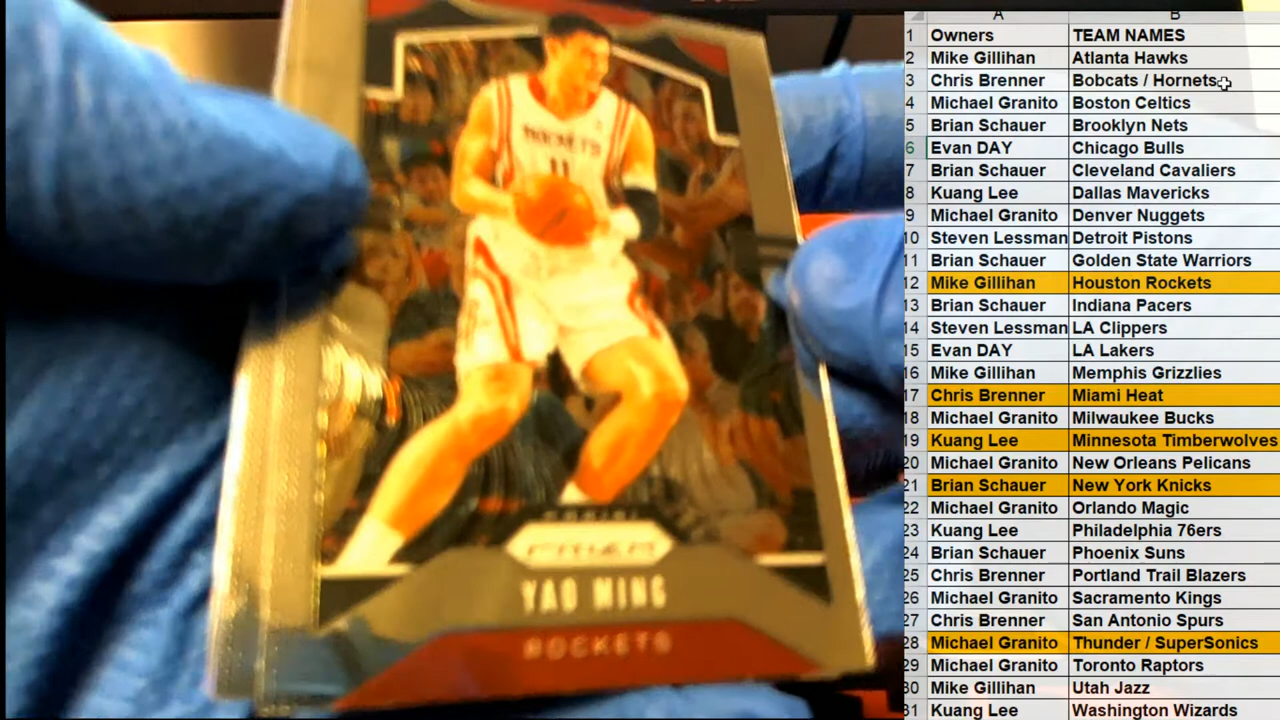 ROCKETS
11
PANINI
PRIZM
YAO MING
ROCKETS
A B
1 Owners TEAM NAMES
2 Mike Gillihan Atlanta Hawks
3 Chris Brenner Bobcats / Hornets
4 Michael Granito Boston Celtics
5 Brian Schauer Brooklyn Nets
6 Evan DAY Chicago Bulls
7 Brian Schauer Cleveland Cavaliers
8 Kuang Lee Dallas Mavericks
9 Michael Granito Denver Nuggets
10 Steven Lessman Detroit Pistons
11 Brian Schauer Golden State Warriors
12 Mike Gillihan Houston Rockets
13 Brian Schauer Indiana Pacers
14 Steven Lessman LA Clippers
15 Evan DAY LA Lakers
16 Mike Gillihan Memphis Grizzlies
17 Chris Brenner Miami Heat
18 Michael Granito Milwaukee Bucks
19 Kuang Lee Minnesota Timberwolves
20 Michael Granito New Orleans Pelicans
21 Brian Schauer New York Knicks
22 Michael Granito Orlando Magic
23 Kuang Lee Philadelphia 76ers
24 Brian Schauer Phoenix Suns
25 Chris Brenner Portland Trail Blazers
26 Michael Granito Sacramento Kings
27 Chris Brenner San Antonio Spurs
28 Michael Granito Thunder / SuperSonics
29 Michael Granito Toronto Raptors
30 Mike Gillihan Utah Jazz
31 Kuang Lee Washington Wizards